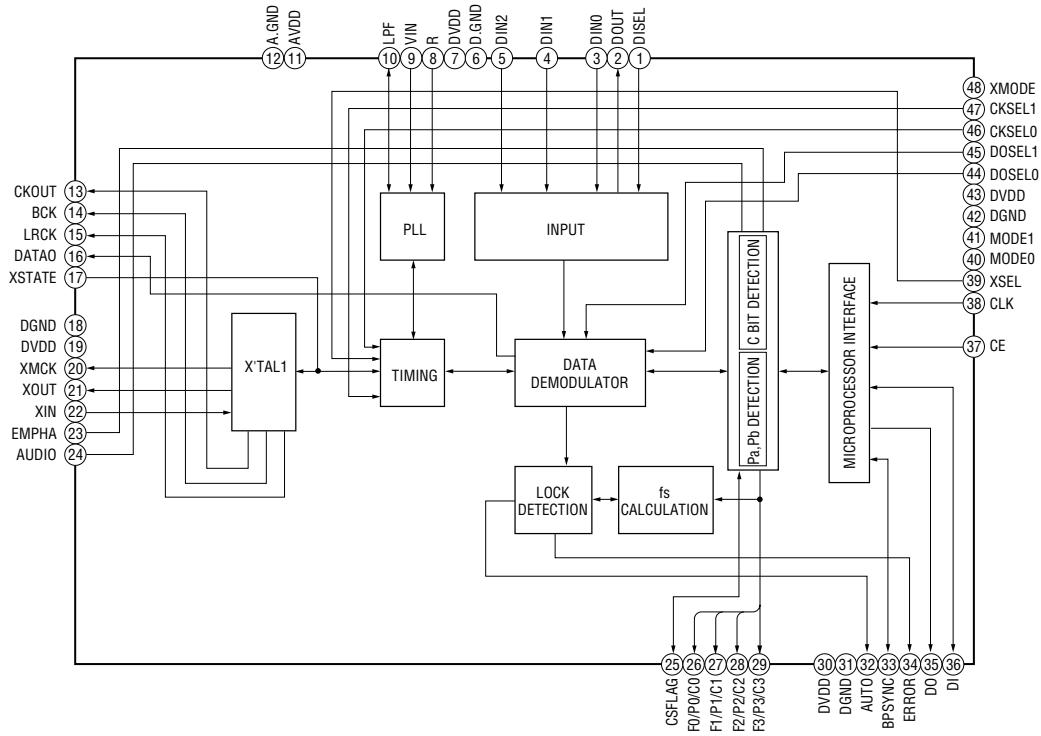 A.GND
AVDD
LPF
VIN
R
DVDD
D.GND
DIN2
DIN1
DIN0
DOUT
DISEL
12
11
10
9
8
7
6
5
4
3
2
1
48 XMODE
47 CKSEL1
46 CKSEL0
45 DOSEL1
44 DOSEL0
43 DVDD
42 DGND
41 MODE1
40 MODE0
39 XSEL
38 CLK
37 CE
CKOUT 13
BCK 14
LRCK 15
DATAO 16
XSTATE 17
DGND 18
DVDD 19
XMCK 20
XOUT 21
XIN 22
EMPHA 23
AUDIO 24
PLL
INPUT
X'TAL1
TIMING
DATA
DEMODULATOR
C BIT DETECTION
Pa,Pb DETECTION
MICROPROCESSOR INTERFACE
LOCK
DETECTION
fs
CALCULATION
25
26
27
28
29
30
31
32
33
34
35
36
CSFLAG
F0/P0/C0
F1/P1/C1
F2/P2/C2
F3/P3/C3
DVDD
DGND
AUTO
BPSYNC
ERROR
DO
DI